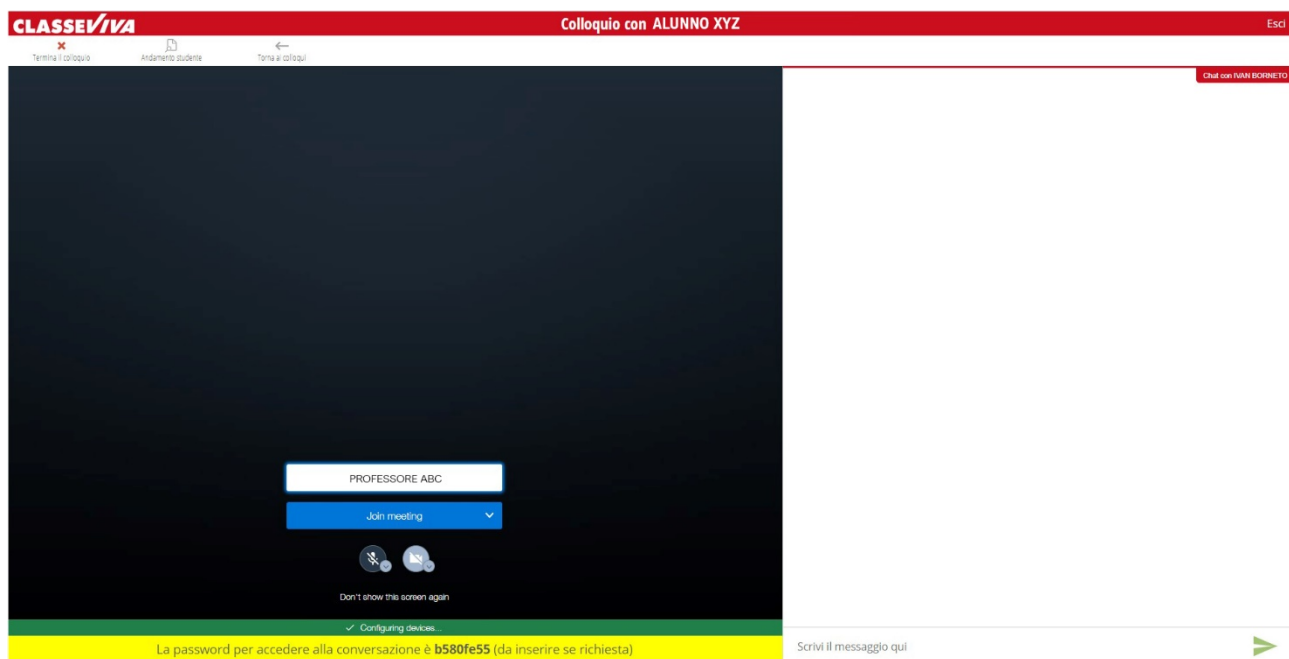 CLASSEVIVA
Colloquio con ALUNNO XYZ
Esci
Termina il colloquio
Andamento studente
Torna ai colloqui
Chat con IVAN BORNETO
PROFESSORE ABC
Join meeting
Don't show this screen again
Configuring devices...
La password per accedere alla conversazione è b580fe55 (da inserire se richiesta)
Scrivi il messaggio qui